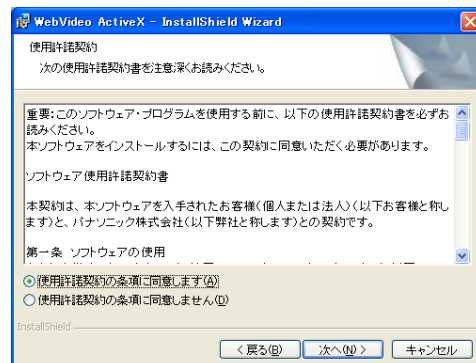 WebVideo ActiveX - InstallShield Wizard
使用許諾契約
次の使用許諾契約書を注意深くお読みください。
重要:このソフトウェア・プログラムを使用する前に、以下の使用許諾契約書を必ずお
読みください。
本ソフトウェアをインストールするには、この契約に同意いただく必要があります。
ソフトウェア使用許諾契約書
本契約は、本ソフトウェアを入手されたお客様(個人または法人)(以下お客様と称し
ます)と、パナソニック株式会社(以下弊社と称します)との契約です。
第一条 ソフトウェアの使用
使用許諾契約の条項に同意します(A)
使用許諾契約の条項に同意しません(D)
InstallShield
< 戻る(B) 次へ(N) > キャンセル